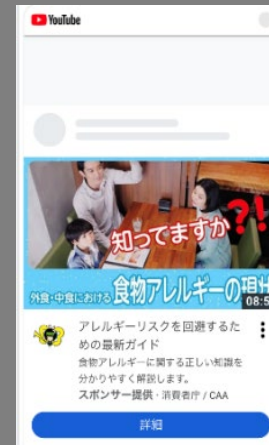 YouTube
知ってますか?!
外食・中食における食物アレルギーの現状
08:5
アレルギーリスクを回避するた
めの最新ガイド
食物アレルギーに関する正しい知識を
分かりやすく解説します。
スポンサー提供・消費者庁 / CAA
詳細